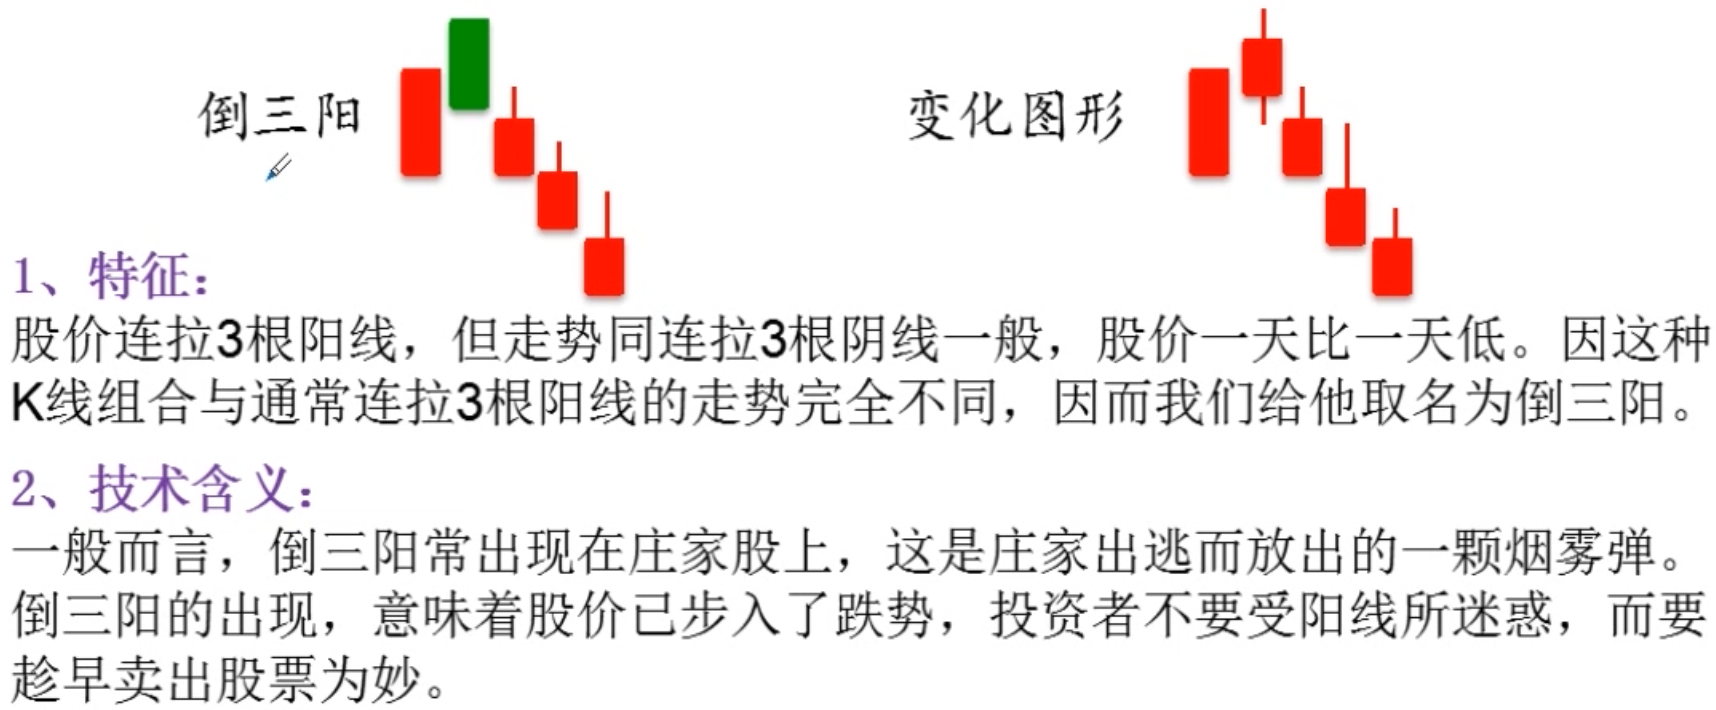 倒三阳
变化图形
1、特征：
股价连拉3根阳线，但走势同连拉3根阴线一般，股价一天比一天低。因这种
K线组合与通常连拉3根阳线的走势完全不同，因而我们给他取名为倒三阳。
2、技术含义：
一般而言，倒三阳常出现在庄家股上，这是庄家出逃而放出的一颗烟雾弹。
倒三阳的出现，意味着股价已步入了跌势，投资者不要受阳线所迷惑，而要
趁早卖出股票为妙。